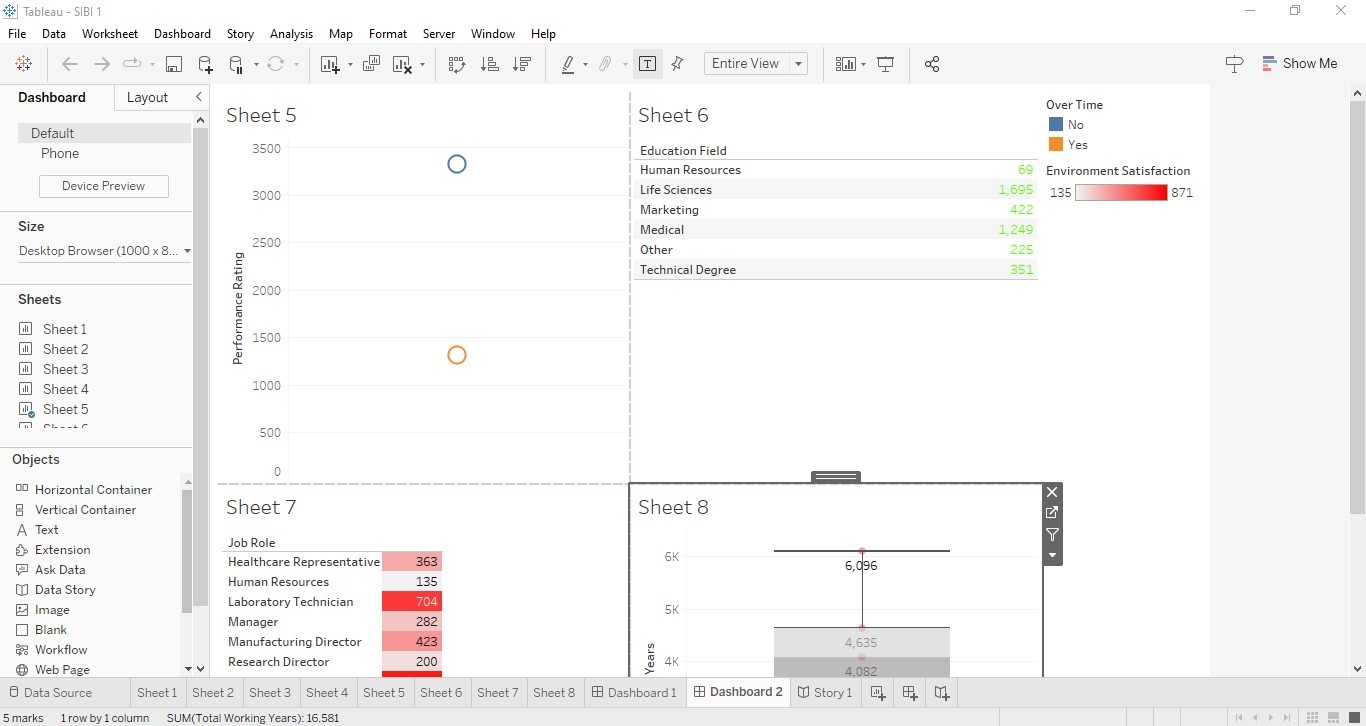 Tableau - SIBI 1
File Data Worksheet Dashboard Story Analysis Map Format Server Window Help
Entire View
Show Me
Dashboard Layout
Default
Phone
Device Preview
Size
Desktop Browser (1000 x 8...
Sheets
Sheet 1
Sheet 2
Sheet 3
Sheet 4
Sheet 5
Objects
Horizontal Container
Vertical Container
Text
Extension
Ask Data
Data Story
Image
Blank
Workflow
Web Page
Sheet 5
Performance Rating
3500
3000
2500
2000
1500
1000
500
0
Sheet 6
Education Field
Human Resources 69
Life Sciences 1,695
Marketing 422
Medical 1,249
Other 225
Technical Degree 351
Over Time
No
Yes
Environment Satisfaction
135 871
Sheet 7
Job Role
Healthcare Representative 363
Human Resources 135
Laboratory Technician 704
Manager 282
Manufacturing Director 423
Research Director 200
Sheet 8
Years
6K
5K
4K
6,096
4,635
4,082
Data Source Sheet 1 Sheet 2 Sheet 3 Sheet 4 Sheet 5 Sheet 6 Sheet 7 Sheet 8 Dashboard 1 Dashboard 2 Story 1
5 marks 1 row by 1 column SUM(Total Working Years): 16,581